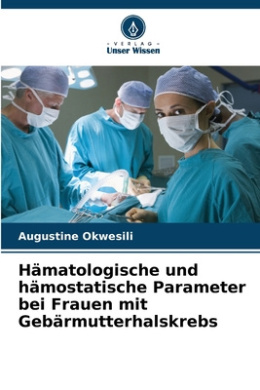 · VERLAG ·
Unser Wissen
Augustine Okwesili
Hämatologische und
hämostatische Parameter
bei Frauen mit
Gebärmutterhalskrebs